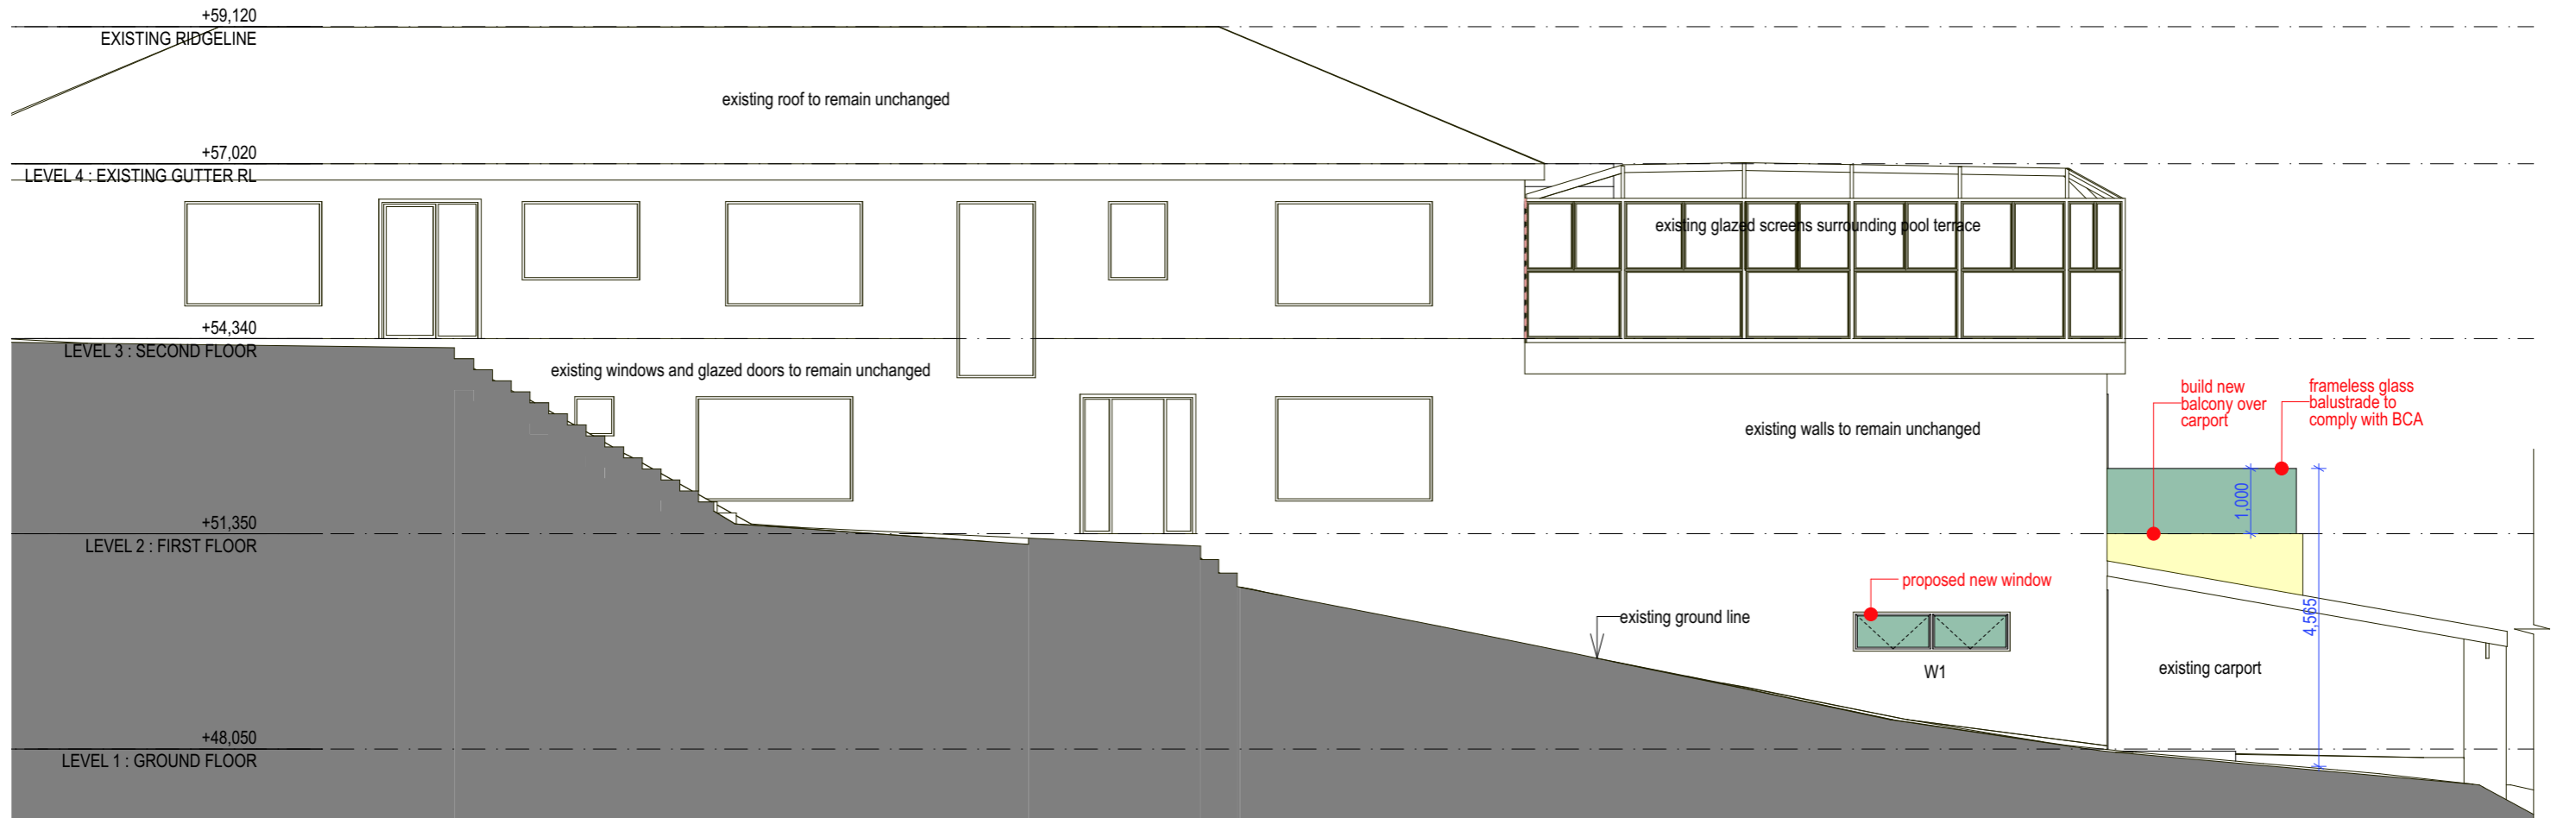 +59,120
EXISTING RIDGELINE
existing roof to remain unchanged
+57,020
LEVEL 4 : EXISTING GUTTER RL
existing glazed screens surrounding pool terrace
+54,340
LEVEL 3 : SECOND FLOOR
existing windows and glazed doors to remain unchanged
build new
balcony over
carport
frameless glass
balustrade to
comply with BCA
existing walls to remain unchanged
1,000
+51,350
LEVEL 2 : FIRST FLOOR
proposed new window
existing ground line
4,565
W1
existing carport
+48,050
LEVEL 1 : GROUND FLOOR